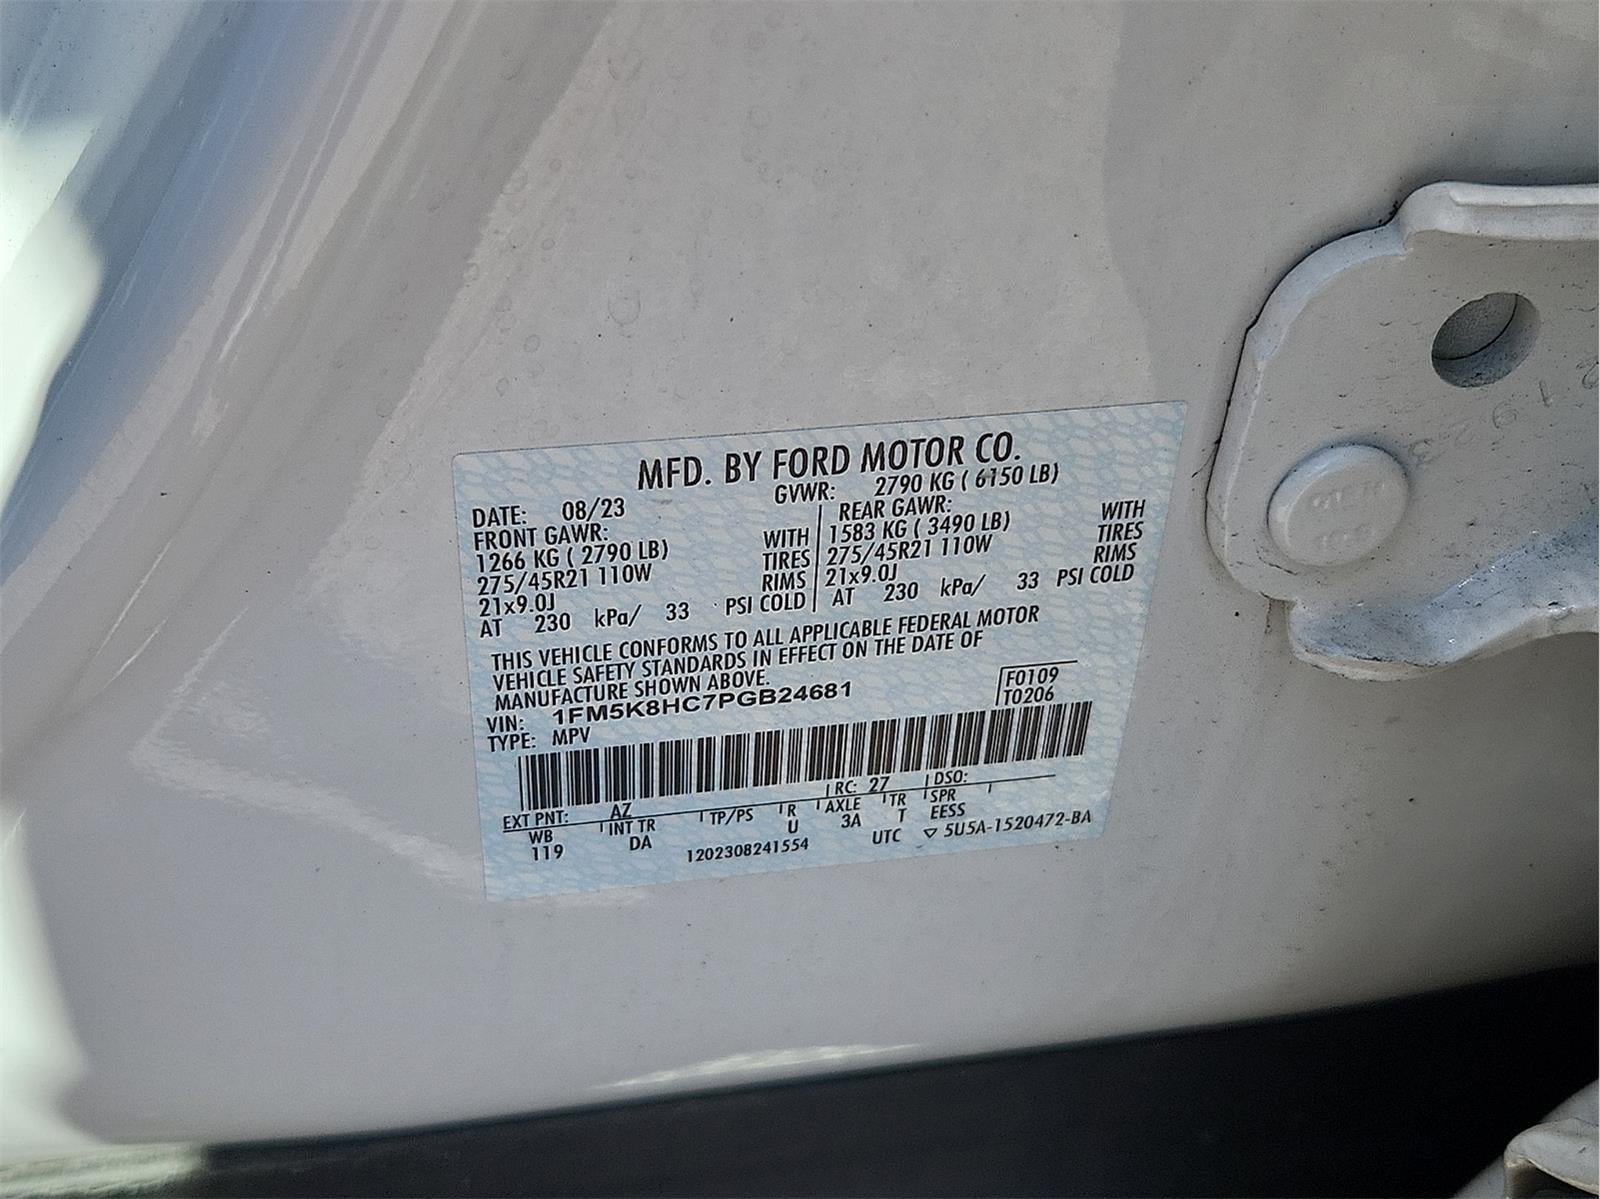 MFD. BY FORD MOTOR CO.
DATE: 08/23 GVWR: 2790 KG ( 6150 LB)
FRONT GAWR: WITH REAR GAWR: WITH
1266 KG ( 2790 LB) TIRES 1583 KG ( 3490 LB) TIRES
275/45R21 110W RIMS 275/45R21 110W RIMS
21x9.0J 21x9.0J
AT 230 kPa/ 33 PSI COLD AT 230 kPa/ 33 PSI COLD
THIS VEHICLE CONFORMS TO ALL APPLICABLE FEDERAL MOTOR
VEHICLE SAFETY STANDARDS IN EFFECT ON THE DATE OF
MANUFACTURE SHOWN ABOVE.
F0109
VIN: 1FM5K8HC7PGB24681
T0206
TYPE: MPV
EXT PNT: AZ RC: 27 DSO:
WB INT TR TP/PS R AXLE TR SPR
119 DA U 3A T EESS
1202308241554 UTC ▽ 5U5A-1520472-BA